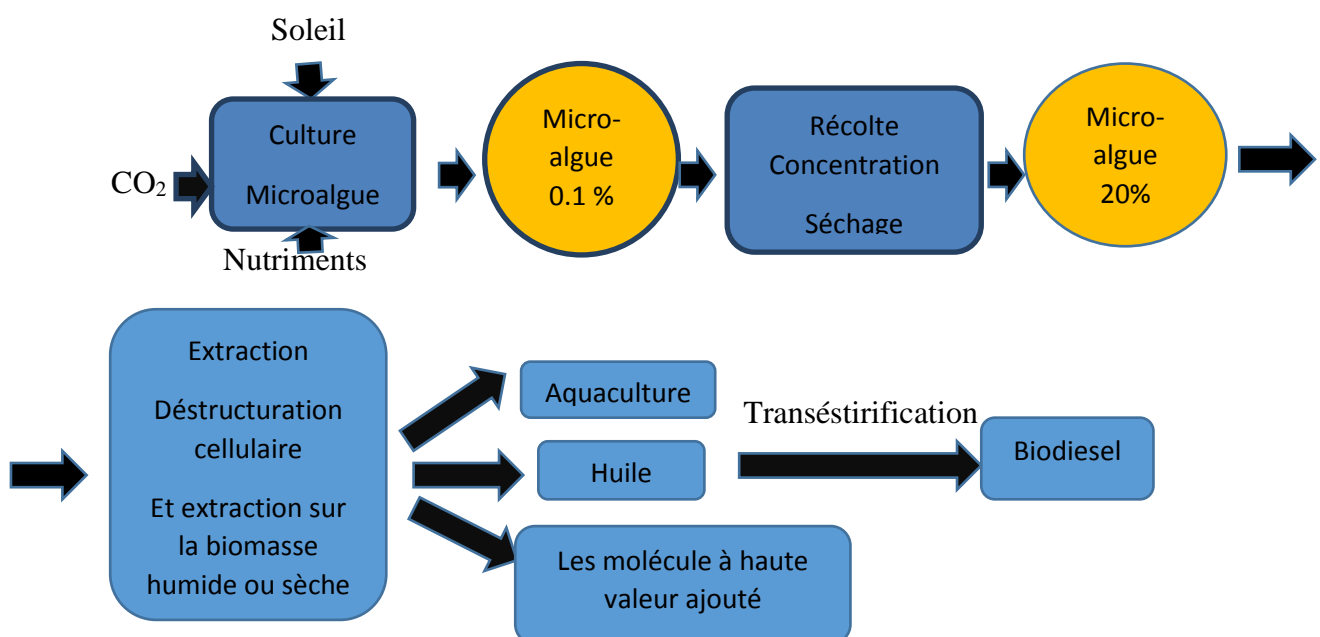 Soleil
Culture
Microalgue
CO₂
Nutriments
Micro-
algue
0.1 %
Récolte
Concentration
Séchage
Micro-
algue
20%
Extraction
Déstructuration
cellulaire
Et extraction sur
la biomasse
humide ou sèche
Aquaculture
Huile
Les molécule à haute
valeur ajouté
Transéstirification
Biodiesel